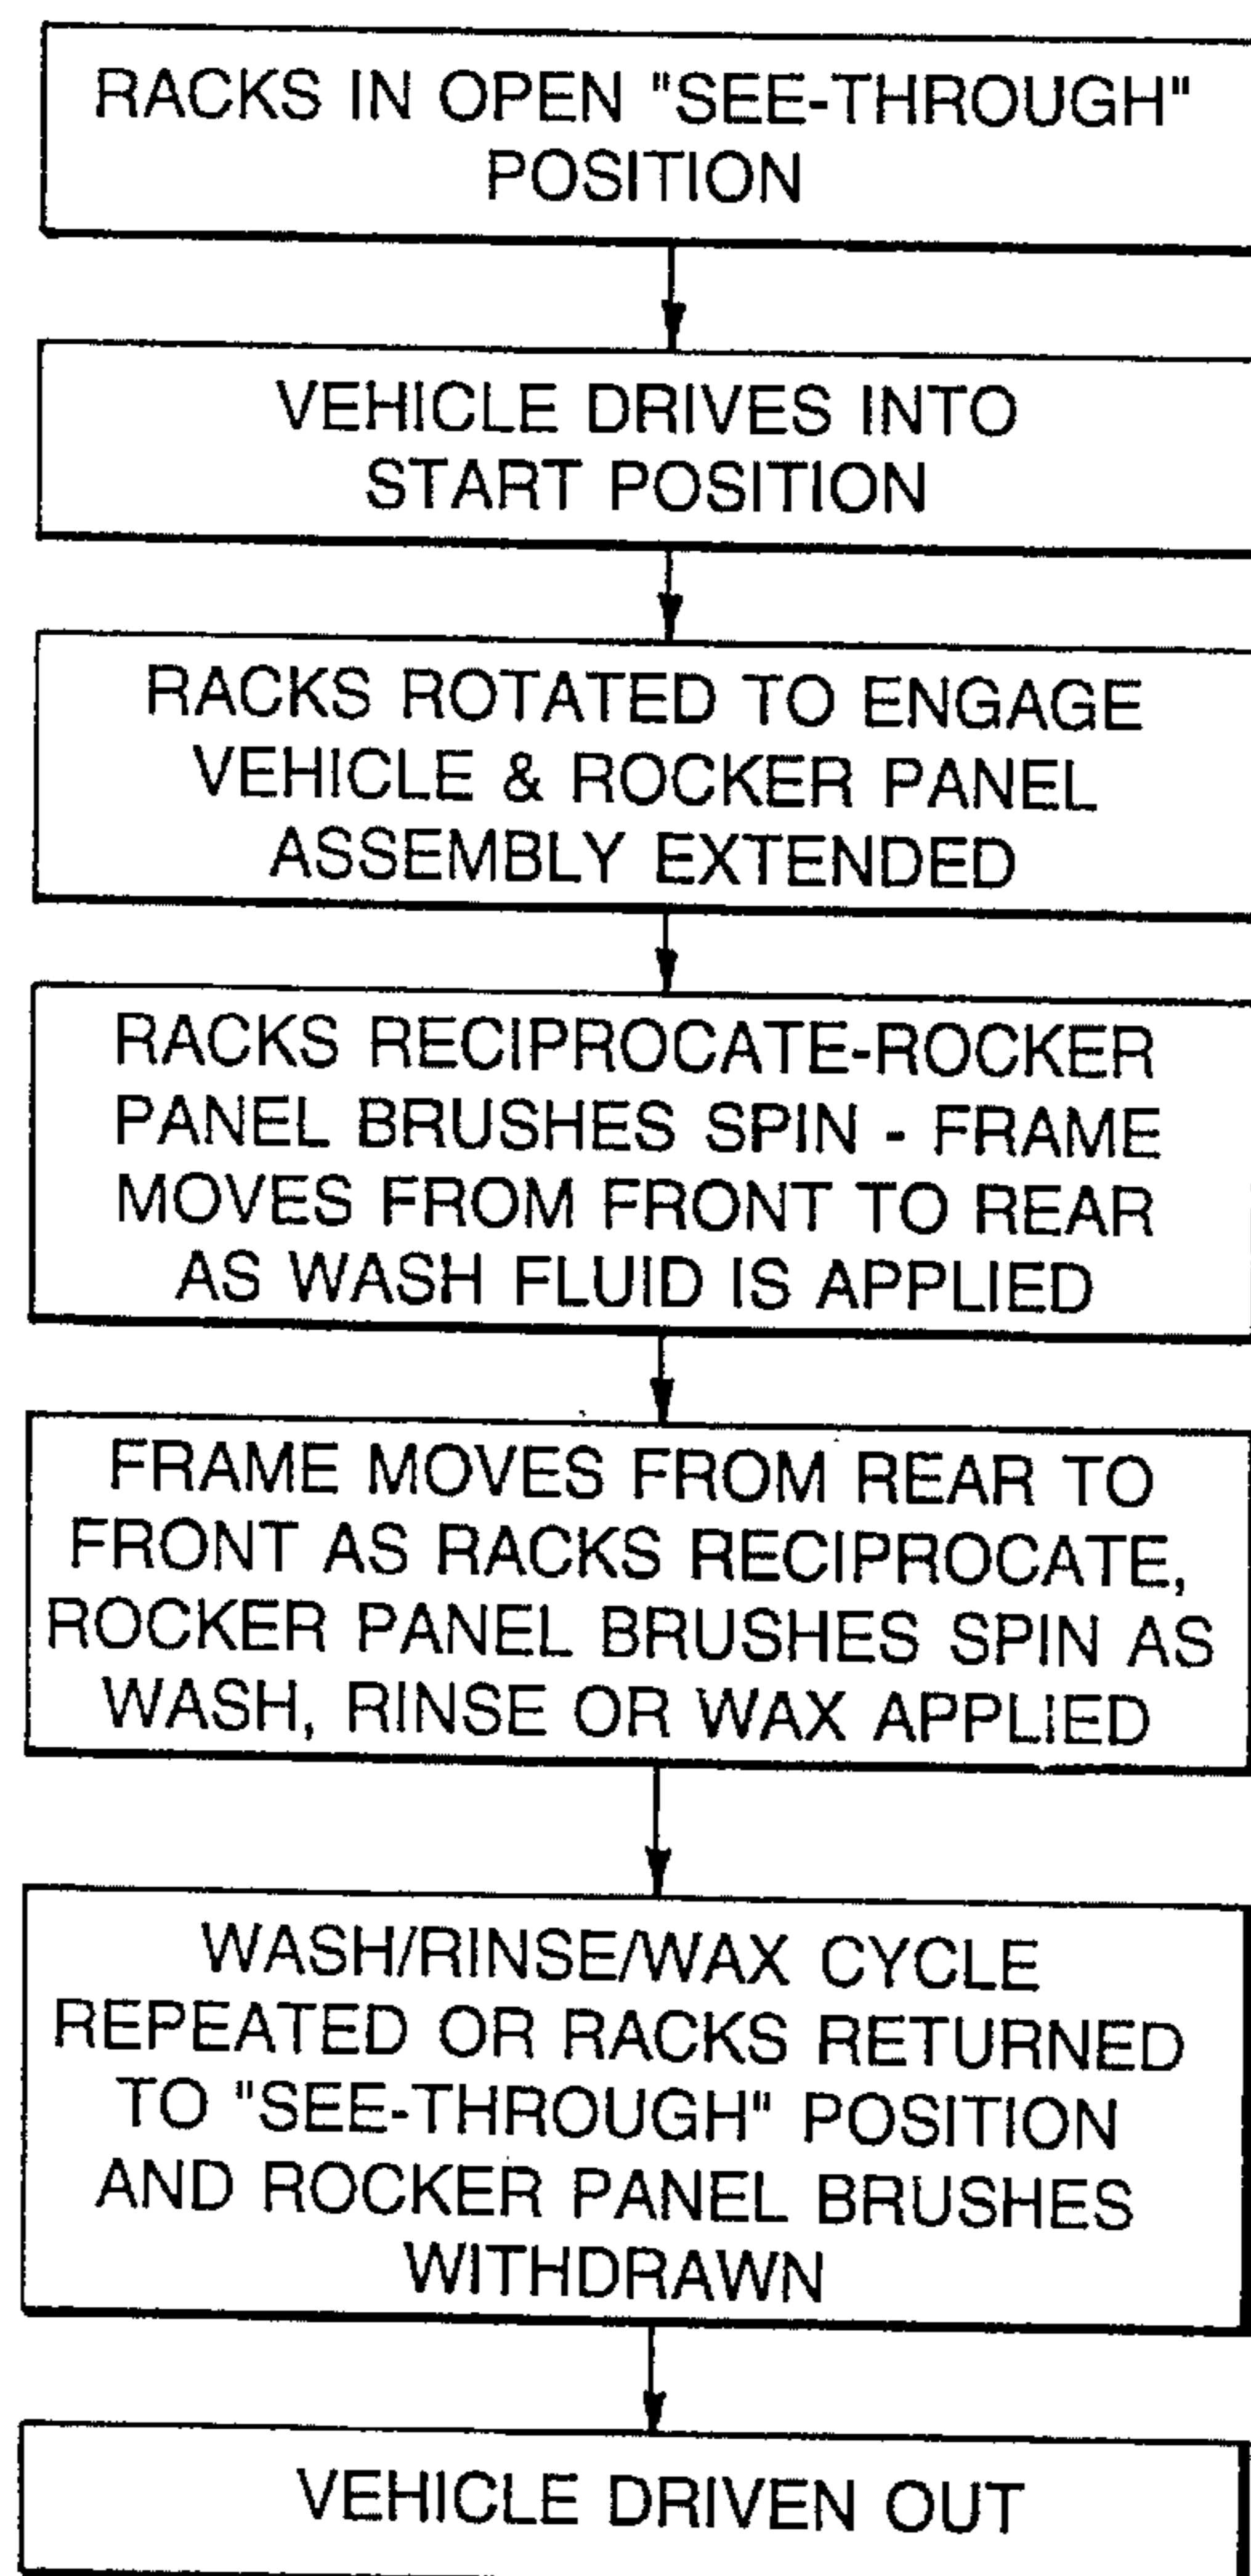 RACKS IN OPEN "SEE-THROUGH"
POSITION
VEHICLE DRIVES INTO
START POSITION
RACKS ROTATED TO ENGAGE
VEHICLE & ROCKER PANEL
ASSEMBLY EXTENDED
RACKS RECIPROCATE-ROCKER
PANEL BRUSHES SPIN - FRAME
MOVES FROM FRONT TO REAR
AS WASH FLUID IS APPLIED
FRAME MOVES FROM REAR TO
FRONT AS RACKS RECIPROCATE,
ROCKER PANEL BRUSHES SPIN AS
WASH, RINSE OR WAX APPLIED
WASH/RINSE/WAX CYCLE
REPEATED OR RACKS RETURNED
TO "SEE-THROUGH" POSITION
AND ROCKER PANEL BRUSHES
WITHDRAWN
VEHICLE DRIVEN OUT